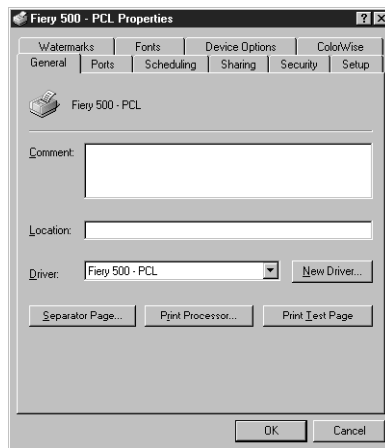 Fiery 500 - PCL Properties
Watermarks Fonts Device Options ColorWise
General Ports Scheduling Sharing Security Setup
Fiery 500 - PCL
Comment:
Location:
Driver: Fiery 500 - PCL New Driver...
Separator Page... Print Processor... Print Test Page
OK Cancel